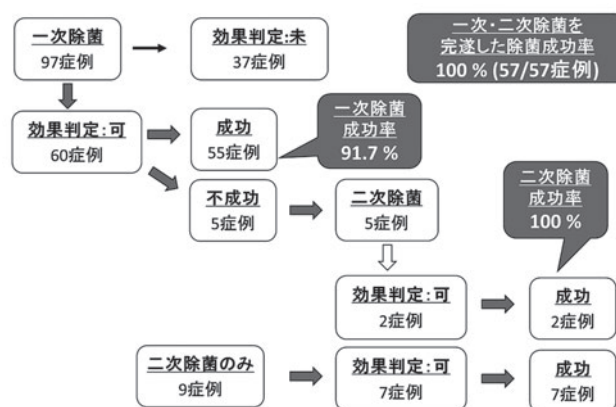 一次除菌
97症例
効果判定:未
37症例
一次・二次除菌を
完遂した除菌成功率
100 % (57/57症例)
効果判定:可
60症例
成功
55症例
一次除菌
成功率
91.7 %
不成功
5症例
二次除菌
5症例
二次除菌
成功率
100 %
効果判定:可
2症例
成功
2症例
二次除菌のみ
9症例
効果判定:可
7症例
成功
7症例